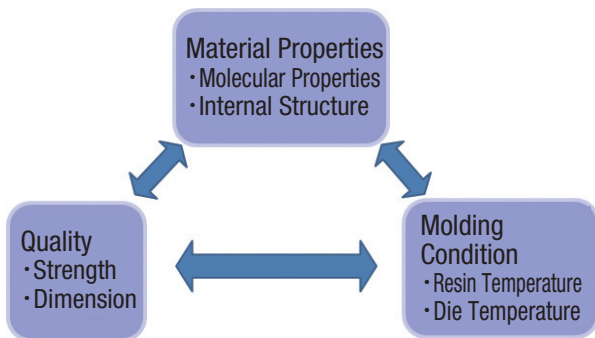 Material Properties
・Molecular Properties
・Internal Structure
Quality
・Strength
・Dimension
Molding
Condition
・Resin Temperature
・Die Temperature